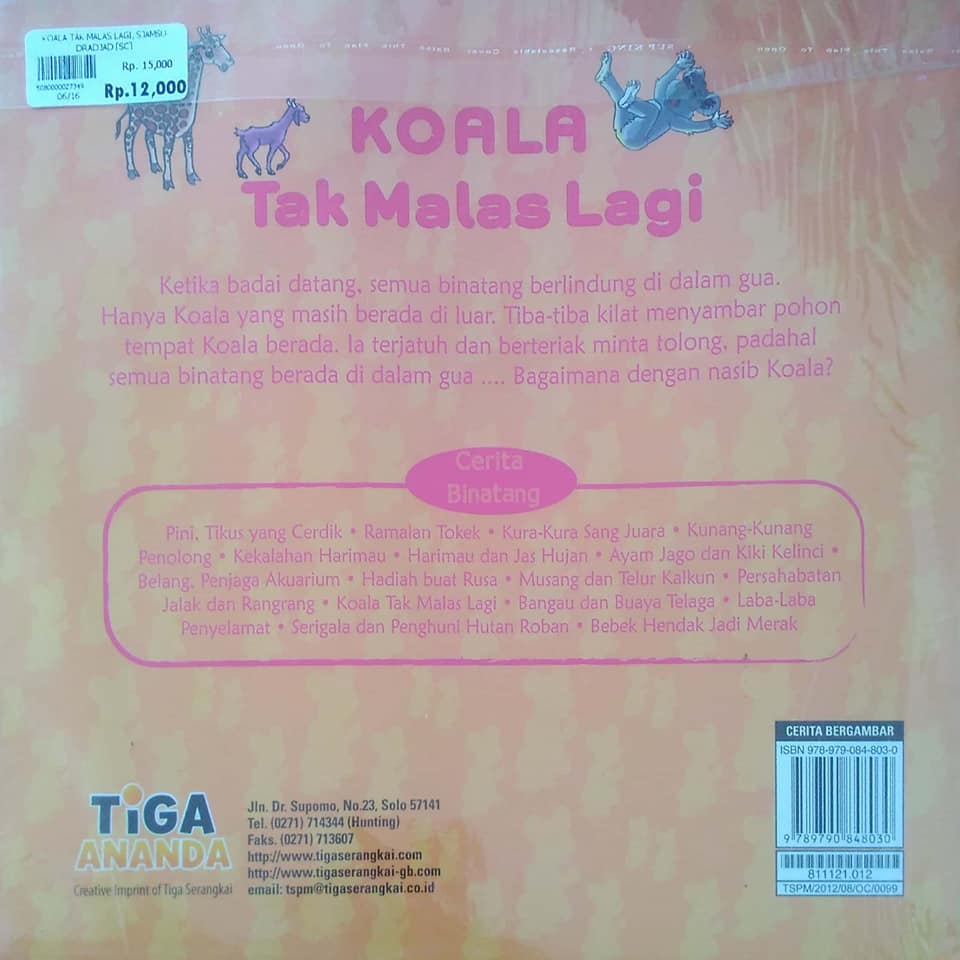 KOALA TAK MALAS LAGI, SJAMSU
DRADJAD [SC]
Rp. 15,000
Rp.12,000
06/16
KOALA
Tak Malas Lagi
Ketika badai datang, semua binatang berlindung di dalam gua.
Hanya Koala yang masih berada di luar. Tiba-tiba kilat menyambar pohon
tempat Koala berada. Ia terjatuh dan berteriak minta tolong, padahal
semua binatang berada di dalam gua .... Bagaimana dengan nasib Koala?
Cerita
Binatang
Pini, Tikus yang Cerdik • Ramalan Tokek • Kura-Kura Sang Juara • Kunang-Kunang
Penolong • Kekalahan Harimau • Harimau dan Jas Hujan • Ayam Jago dan Kiki Kelinci •
Belang, Penjaga Akuarium • Hadiah buat Rusa • Musang dan Telur Kalkun • Persahabatan
Jalak dan Rangrang • Koala Tak Malas Lagi • Bangau dan Buaya Telaga • Laba-Laba
Penyelamat • Serigala dan Penghuni Hutan Roban • Bebek Hendak Jadi Merak
CERITA BERGAMBAR
ISBN 978-979-084-803-0
9 789790 848030
811121.012
TSPM/2012/08/OC/0099
TiGA
ANANDA
Creative Imprint of Tiga Serangkai
Jln. Dr. Supomo, No.23, Solo 57141
Tel. (0271) 714344 (Hunting)
Faks. (0271) 713607
http://www.tigaserangkai.com
http://www.tigaserangkai-gb.com
email: tspm@tigaserangkai.co.id